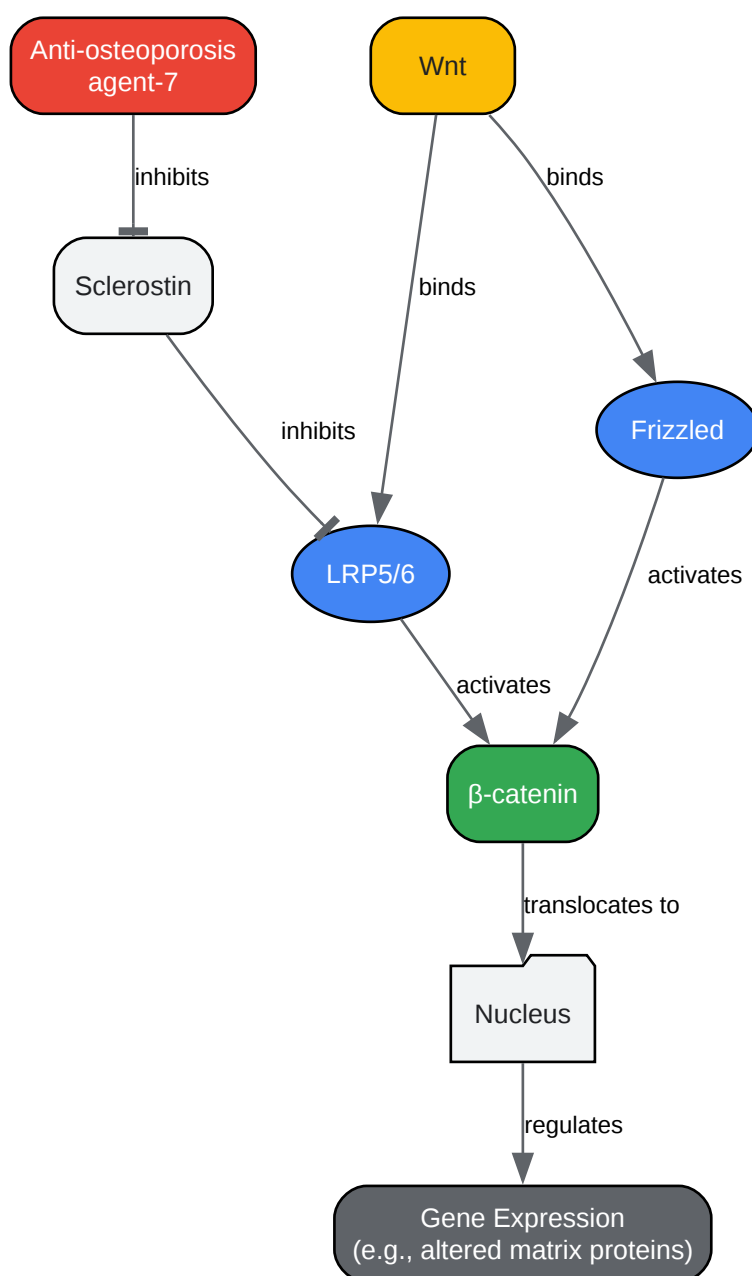 Anti-osteoporosis
agent-7
Wnt
inhibits
binds
Sclerostin
binds
inhibits
Frizzled
LRP5/6
activates
activates
β-catenin
translocates to
Nucleus
regulates
Gene Expression
(e.g., altered matrix proteins)